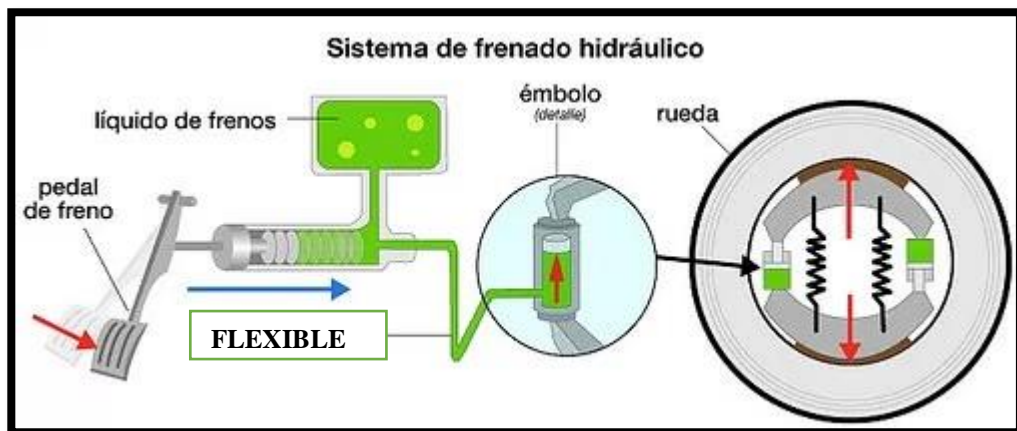 Sistema de frenado hidráulico
líquido de frenos
émbolo
(detalle)
rueda
pedal
de freno
FLEXIBLE